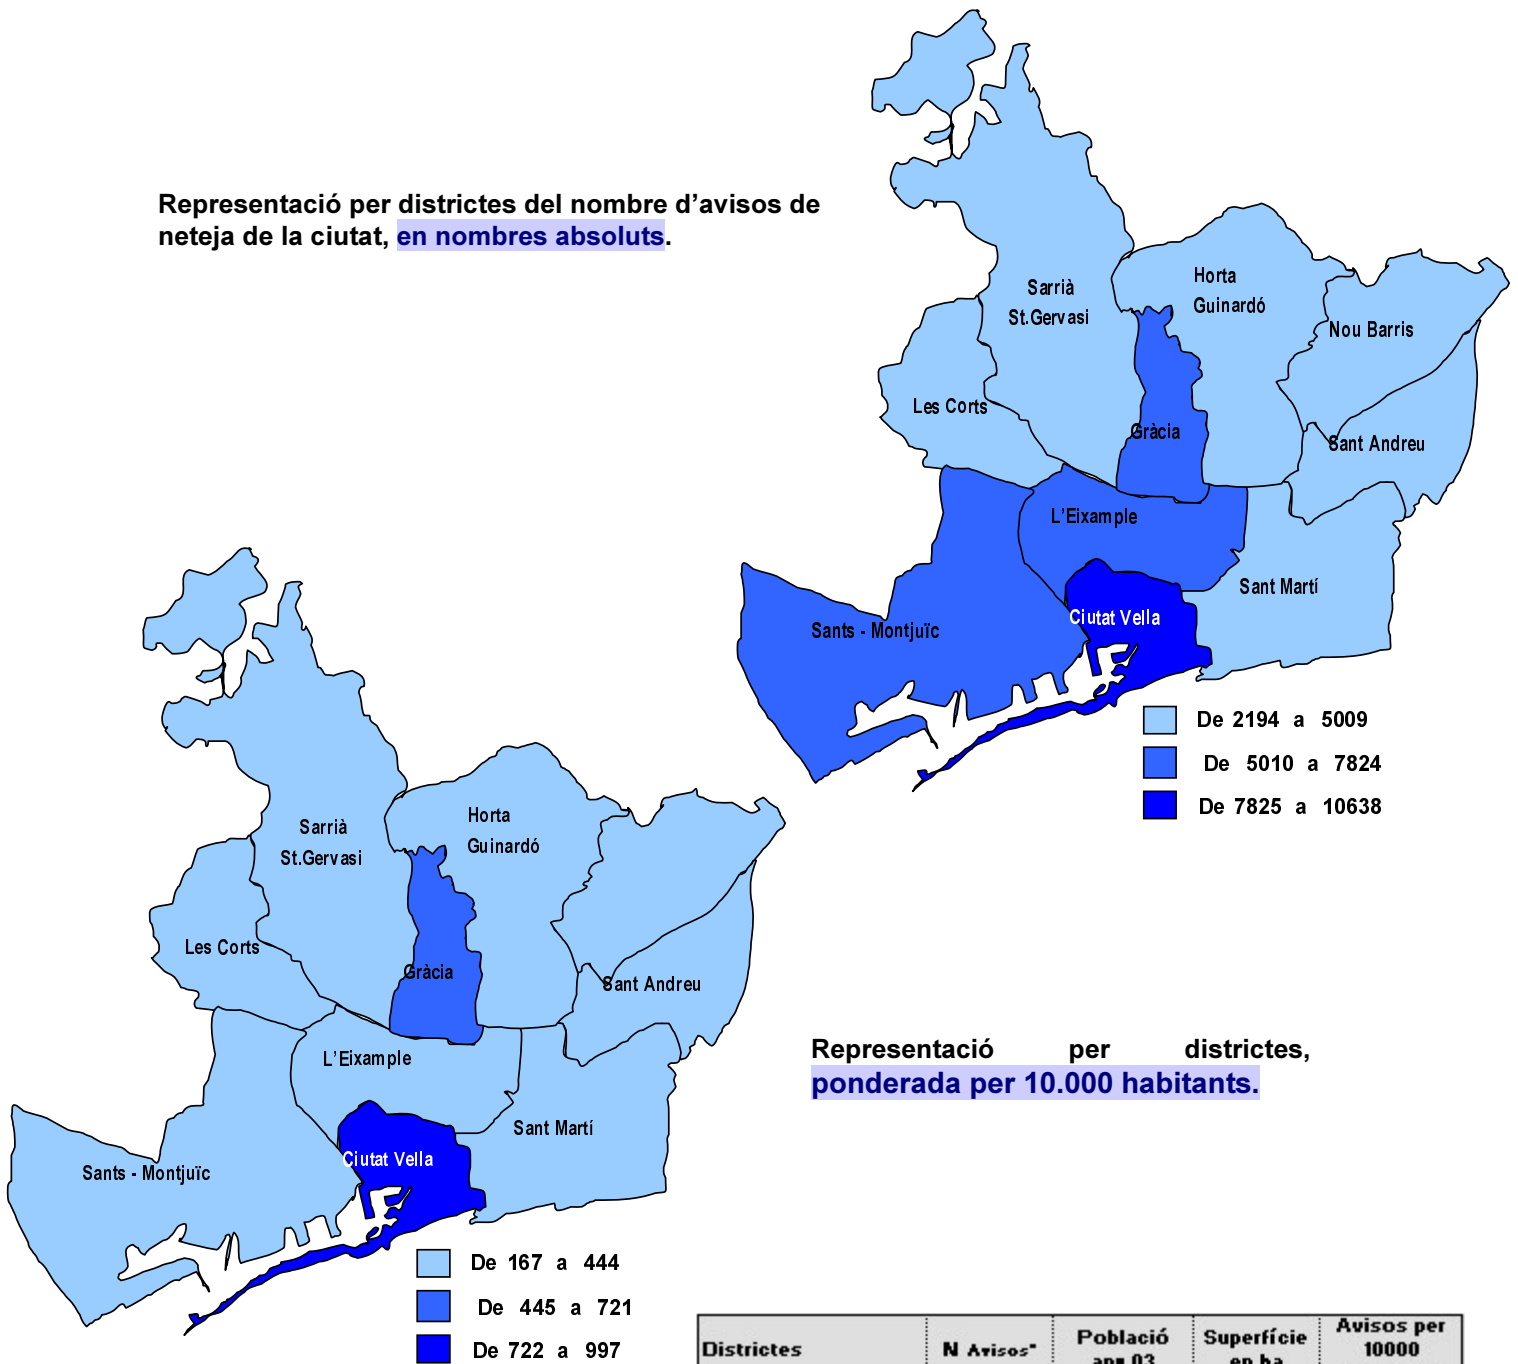 Representació per districtes del nombre d'avisos de
neteja de la ciutat, en nombres absoluts.
Sarrià
St.Gervasi
Horta
Guinardó
Nou Barris
Les Corts
Gràcia
Sant Andreu
L'Eixample
Sant Martí
Ciutat Vella
Sants - Montjuïc
De 2194 a 5009
De 5010 a 7824
De 7825 a 10638
Sarrià
St.Gervasi
Horta
Guinardó
Les Corts
Gràcia
Sant Andreu
L'Eixample
Sant Martí
Ciutat Vella
Sants - Montjuïc
Representació per districtes,
ponderada per 10.000 habitants.
De 167 a 444
De 445 a 721
De 722 a 997
Districtes
N Avisos*
Població
Superfície
en ha
Avisos per
10000